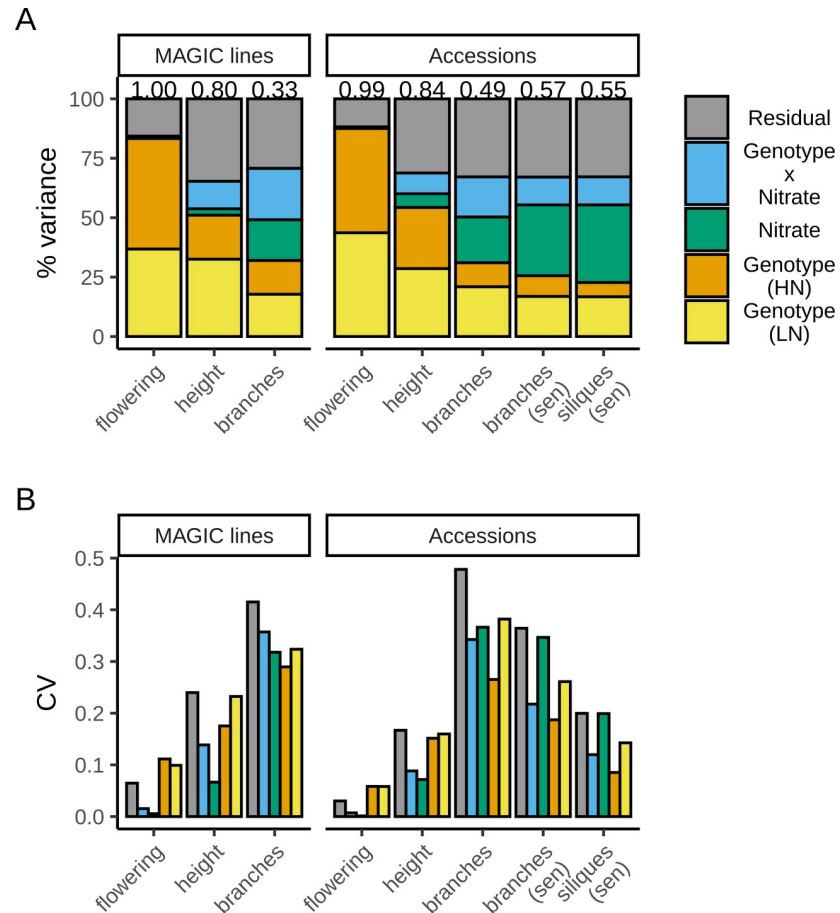 A
MAGIC lines
Accessions
1.00 0.80 0.33
0.99 0.84 0.49 0.57 0.55
% variance
100
75
50
25
0
flowering
height
branches
flowering
height
branches
branches
(sen)
siliques
(sen)
Residual
Genotype
x
Nitrate
Nitrate
Genotype
(HN)
Genotype
(LN)
B
MAGIC lines
Accessions
CV
0.5
0.4
0.3
0.2
0.1
0.0
flowering
height
branches
flowering
height
branches
branches
(sen)
siliques
(sen)